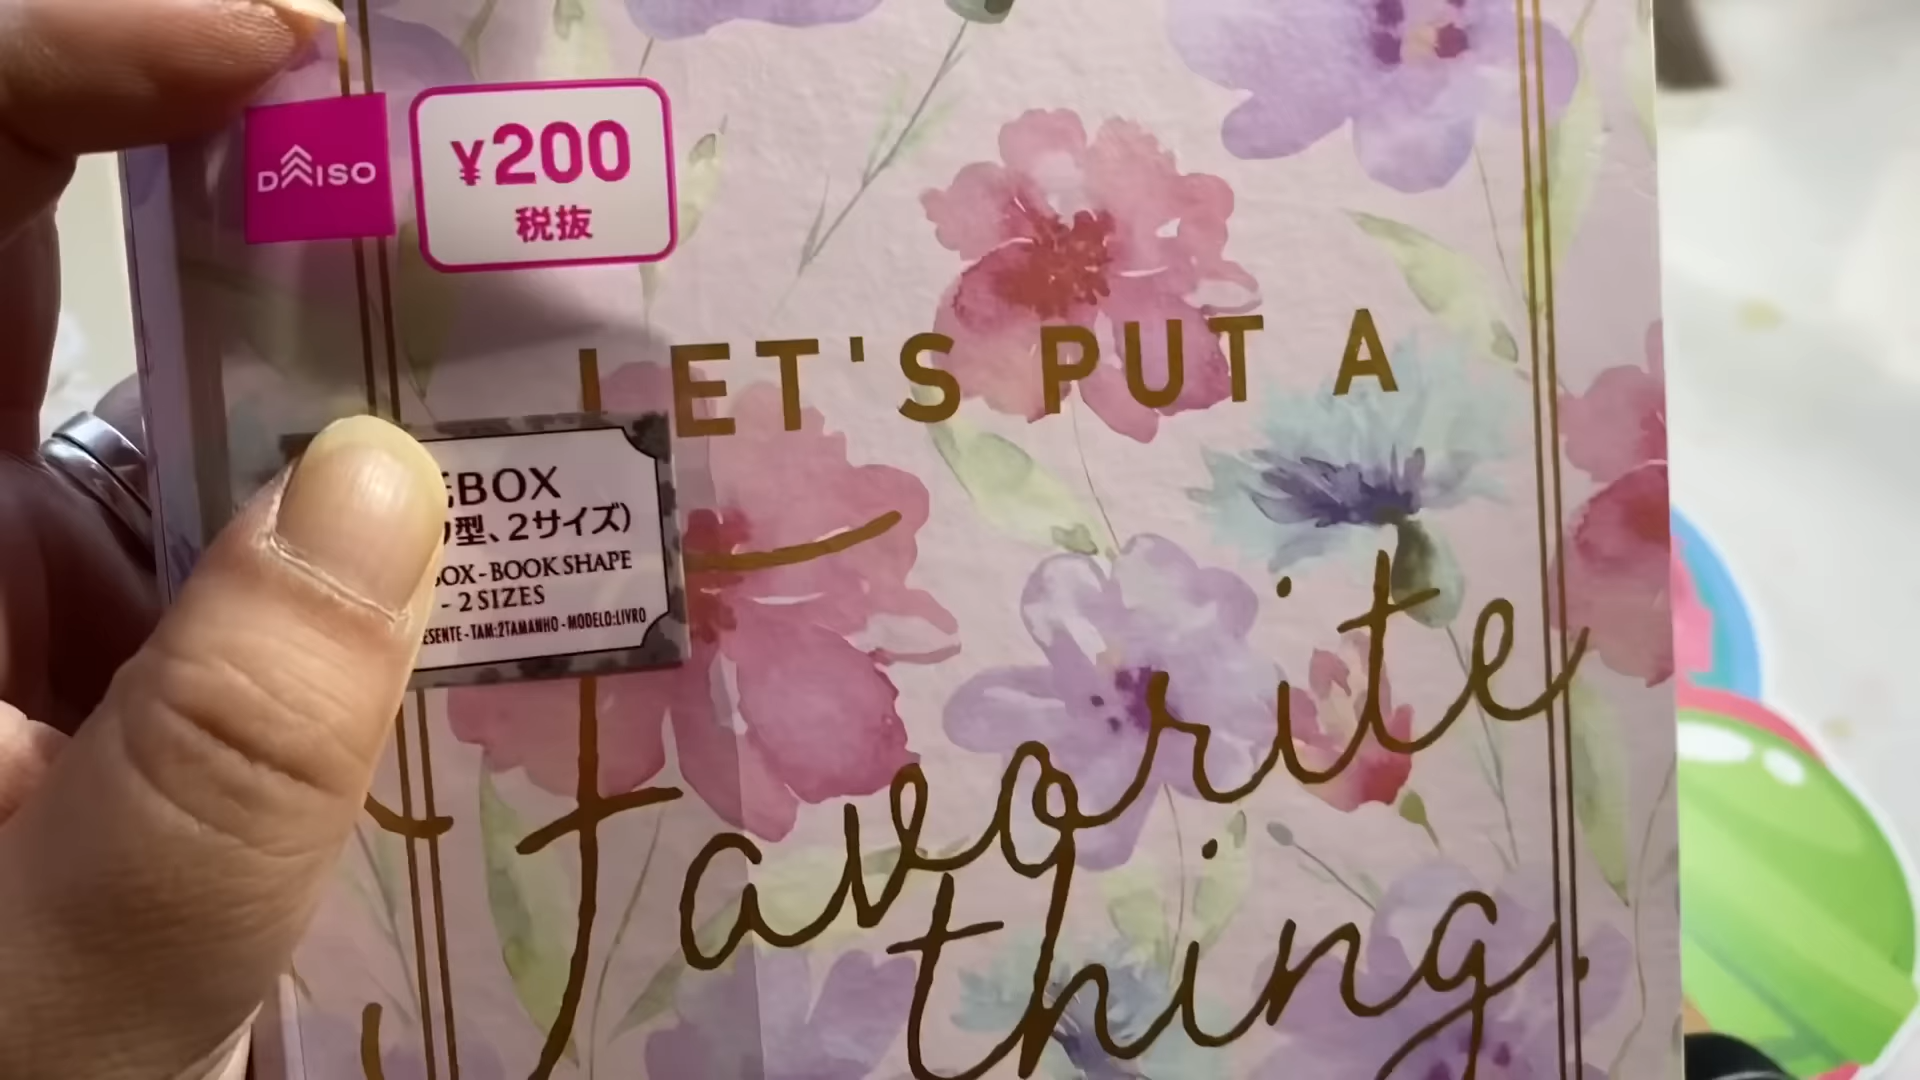 DAISO
¥200
税抜
LET'S PUT A
BOX
型、2サイズ)
BOX-BOOK SHAPE
- 2 SIZES
-TAM:2TAMANHO-MODELO:LIVRO
favorite
thing.